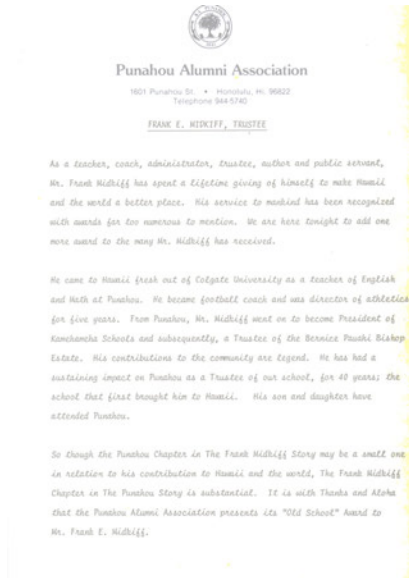 Punahou Alumni Association
1601 Punahou St. • Honolulu, Hi. 96822
Telephone 944-5740
FRANK E. MIDKIFF, TRUSTEE
As a teacher, coach, administrator, trustee, author and public servant,
Mr. Frank Midkiff has spent a lifetime giving of himself to make Hawaii
and the world a better place. His service to mankind has been recognized
with awards far too numerous to mention. We are here tonight to add one
more award to the many Mr. Midkiff has received.
He came to Hawaii fresh out of Colgate University as a teacher of English
and Math at Punahou. He became football coach and was director of athletics
for five years. From Punahou, Mr. Midkiff went on to become President of
Kamehameha Schools and subsequently, a Trustee of the Bernice Pauahi Bishop
Estate. His contributions to the community are legend. He has had a
sustaining impact on Punahou as a Trustee of our school, for 40 years; the
school that first brought him to Hawaii. His son and daughter have
attended Punahou.
So though the Punahou Chapter in The Frank Midkiff Story may be a small one
in relation to his contribution to Hawaii and the world, The Frank Midkiff
Chapter in The Punahou Story is substantial. It is with Thanks and Aloha
that the Punahou Alumni Association presents its "Old School" Award to
Mr. Frank E. Midkiff.